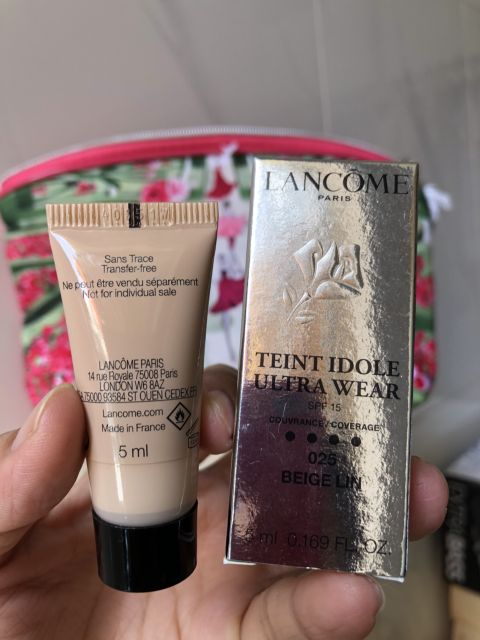 Sans Trace
Transfer-free
Ne peut être vendu séparément
Not for individual sale
LANCÔME PARIS
14 rue Royale 75008 Paris
LONDON W6 8AZ
75000 93584 ST OUEN CEDEX FR
Lancome.com
Made in France
5 ml
LANCÔME
PARIS
TEINT IDOLE
ULTRA WEAR
SPF 15
COUVRANCE / COVERAGE
025
BEIGE LIN
5 ml 0.169 FL. OZ.